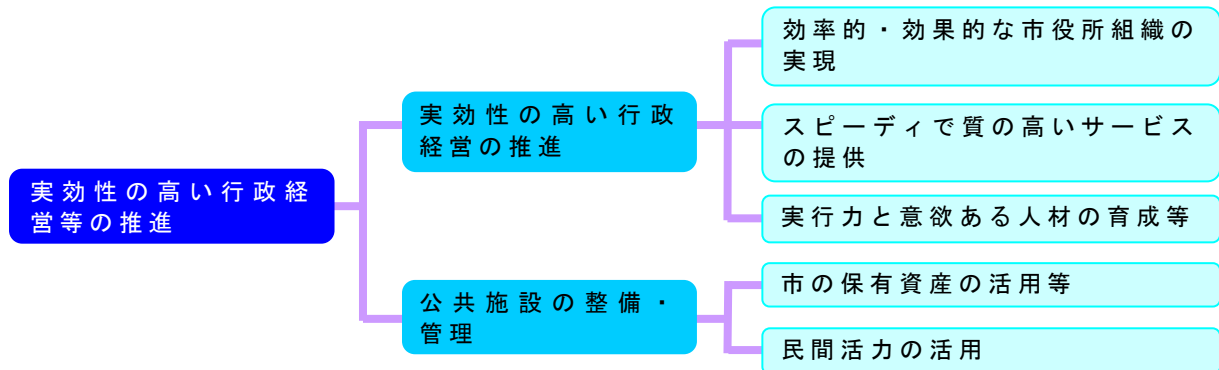 実効性の高い行政経
営等の推進
実効性の高い行政
経営の推進
効率的・効果的な市役所組織の
実現
スピーディで質の高いサービス
の提供
実行力と意欲ある人材の育成等
公共施設の整備・
管理
市の保有資産の活用等
民間活力の活用